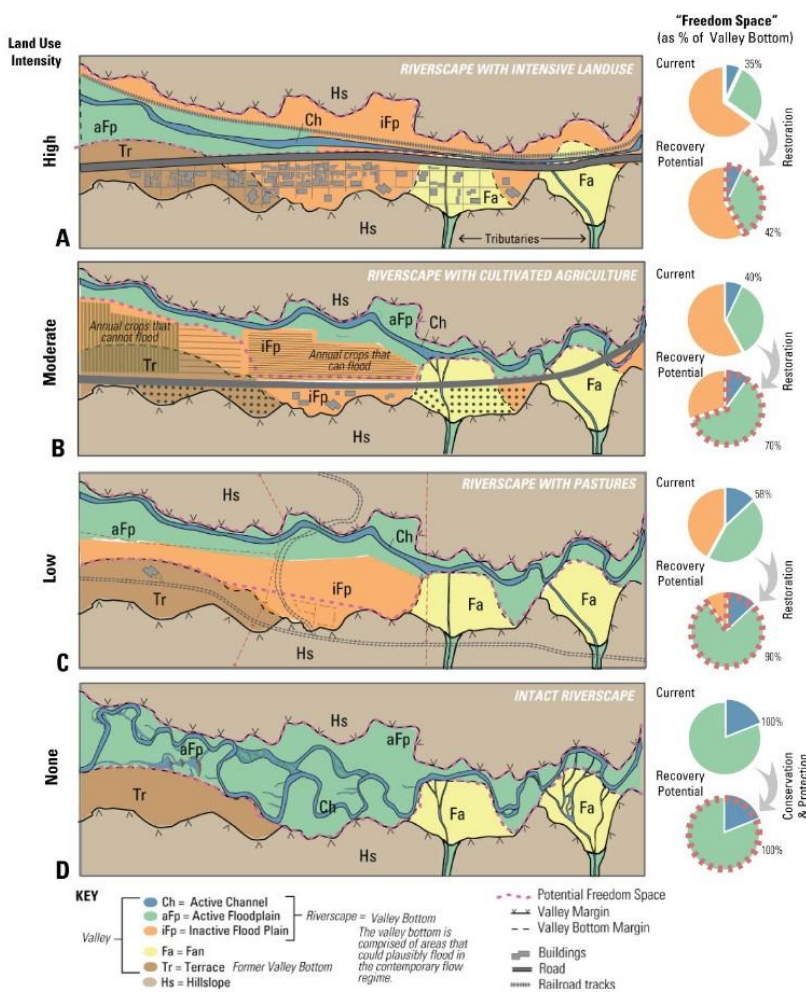 "Freedom Space"
(as % of Valley Bottom)
Land Use
Intensity
High
RIVERSCAPE WITH INTENSIVE LANDUSE
Hs
Ch
iFp
aFp
Tr
Fa
Fa
Hs
Tributaries
A
Current
35%
Restoration
Recovery
Potential
42%
Moderate
RIVERSCAPE WITH CULTIVATED AGRICULTURE
Hs
aFp
Ch
Annual crops that
cannot flood
iFp
Annual crops that
can flood
Tr
Fa
iFp
Hs
B
Current
40%
Restoration
Recovery
Potential
70%
Low
RIVERSCAPE WITH PASTURES
Hs
aFp
Ch
iFp
Tr
Fa
Fa
Hs
C
Current
58%
Restoration
Recovery
Potential
90%
None
INTACT RIVERSCAPE
Hs
aFp
aFp
Tr
Ch
Fa
Fa
Hs
D
Current
100%
Conservation
& Protection
Recovery
Potential
100%
KEY
Valley
Ch = Active Channel
aFp = Active Floodplain
iFp = Inactive Flood Plain
Fa = Fan
Tr = Terrace Former Valley Bottom
Hs = Hillslope
Riverscape = Valley Bottom
The valley bottom is
comprised of areas that
could plausibly flood in
the contemporary flow
regime.
Potential Freedom Space
Valley Margin
Valley Bottom Margin
Buildings
Road
Railroad tracks